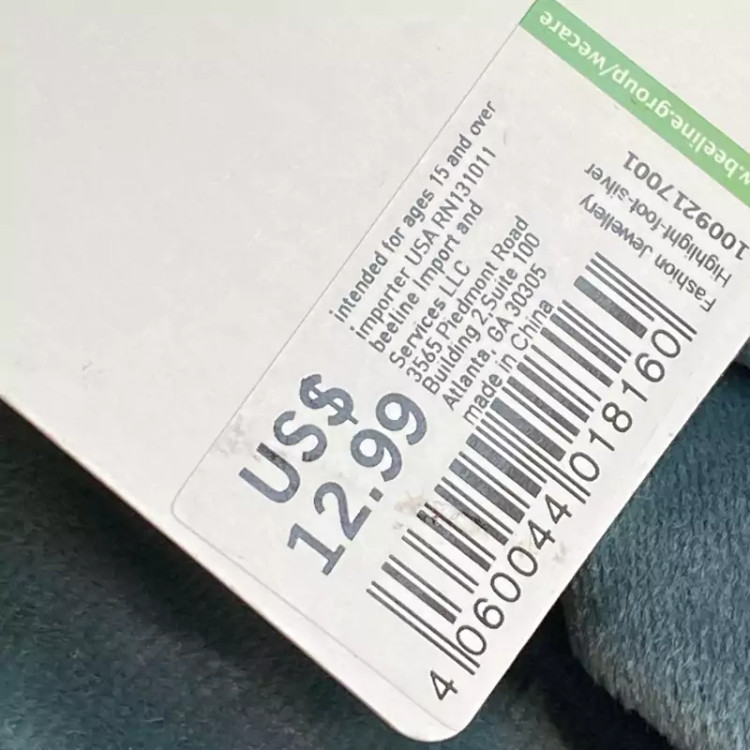 w.beeline.group/wecare
1009217001
Highlight-foot-silver
Fashion Jewellery
intended for ages 15 and over
importer USA RN131011
beeline Import and
Services LLC
3565 Piedmont Road
Building 2,Suite 100
Atlanta, GA 30305
made in China
US$
12.99
4 060044 018160